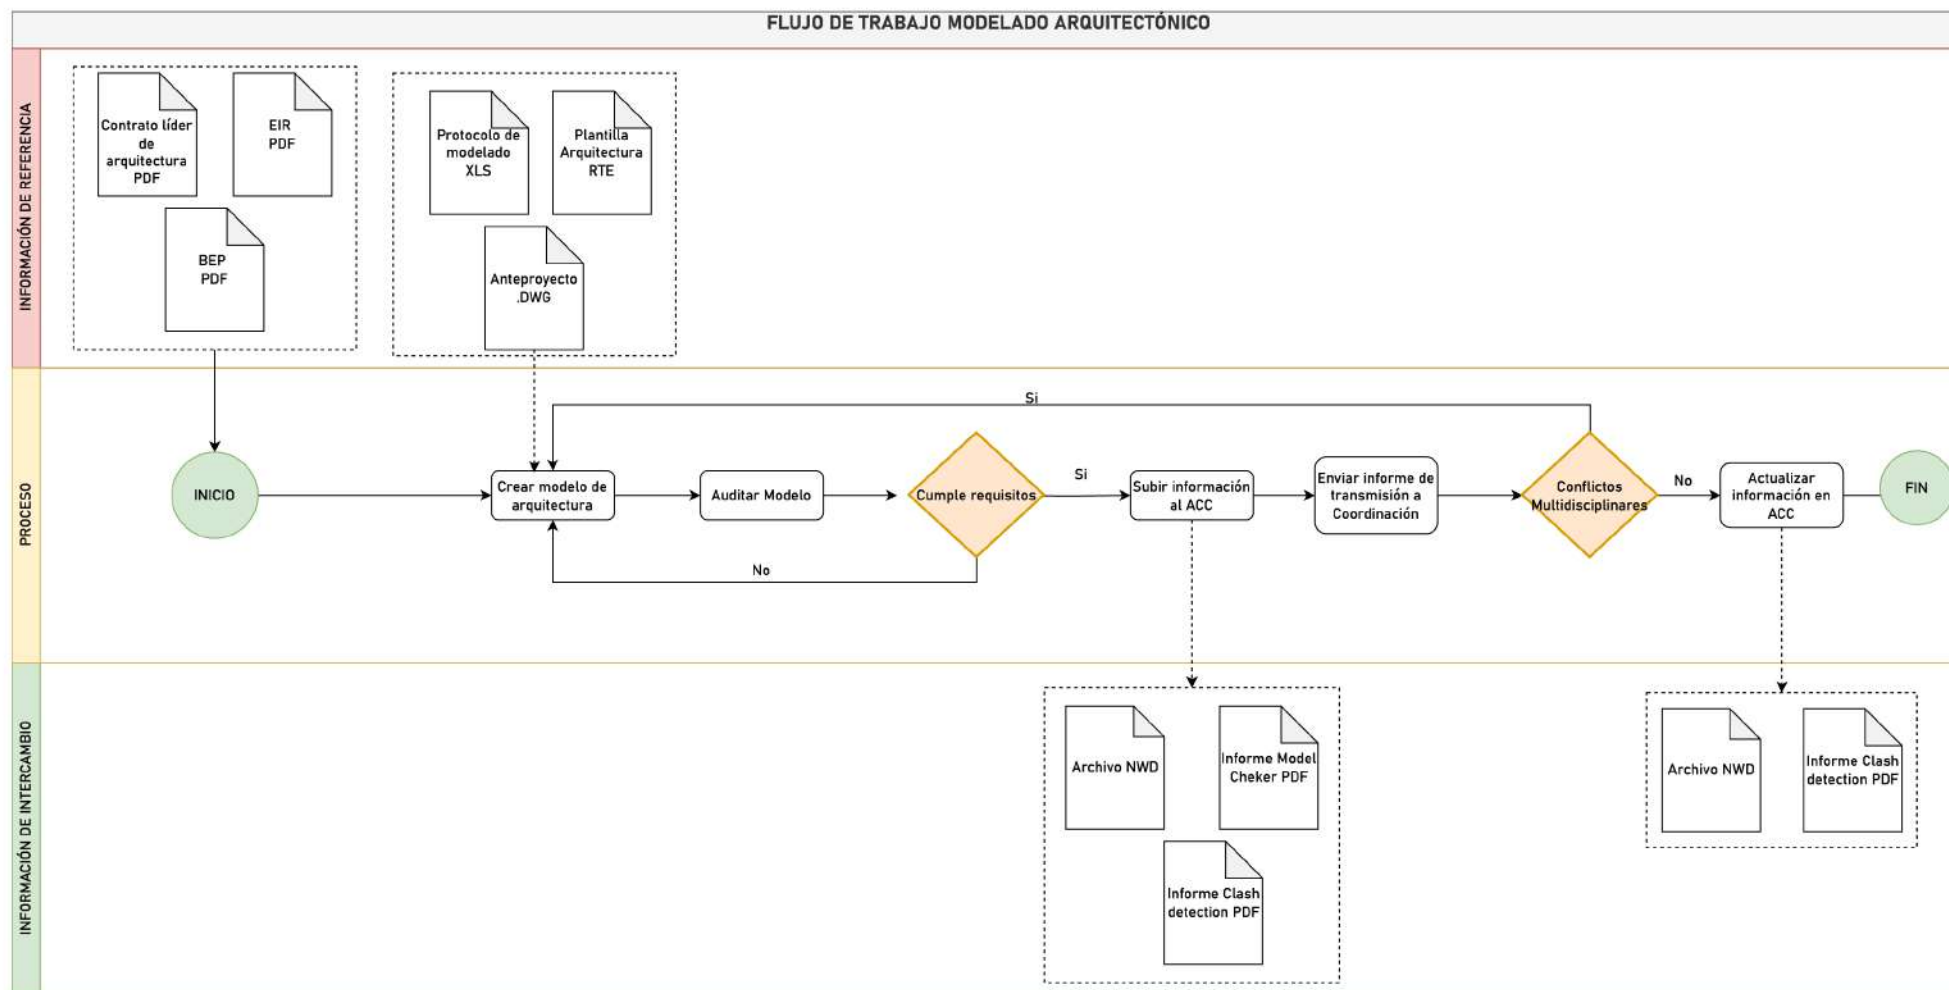 FLUJO DE TRABAJO MODELADO ARQUITECTÓNICO
INFORMACIÓN DE REFERENCIA
Contrato líder
de
arquitectura
PDF
EIR
PDF
BEP
PDF
Protocolo de
modelado
XLS
Plantilla
Arquitectura
RTE
Anteproyecto
.DWG
PROCESO
INICIO
Crear modelo de
arquitectura
Auditar Modelo
Cumple requisitos
Si
No
Subir información
al ACC
Enviar informe de
transmisión a
Coordinación
Conflictos
Multidisciplinares
Si
No
Actualizar
información en
ACC
FIN
INFORMACIÓN DE INTERCAMBIO
Archivo NWD
Informe Model
Cheker PDF
Informe Clash
detection PDF
Archivo NWD
Informe Clash
detection PDF